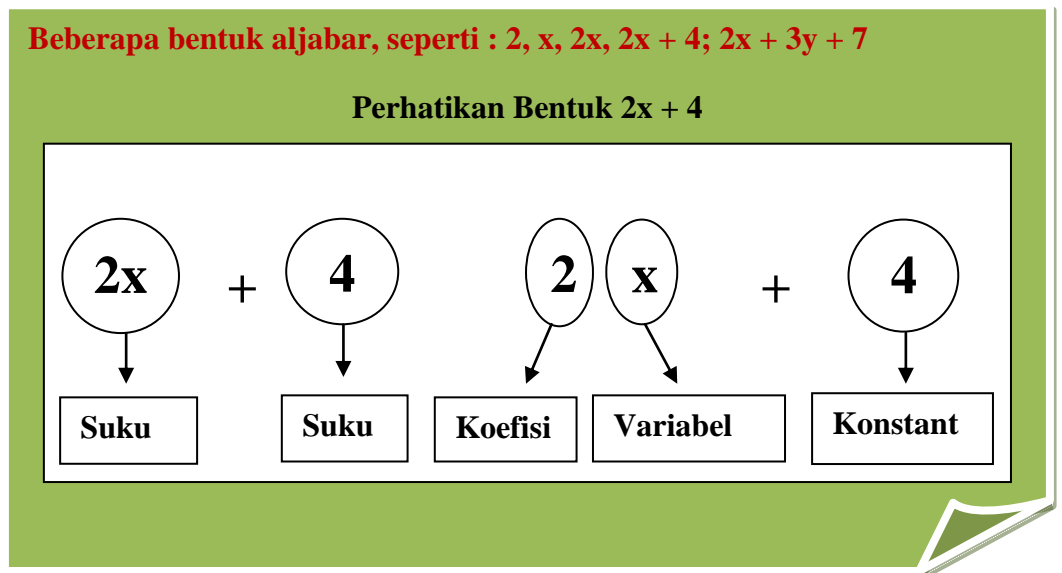 Beberapa bentuk aljabar, seperti : 2, x, 2x, 2x + 4; 2x + 3y + 7
Perhatikan Bentuk 2x + 4
2x + 4 2 x + 4
Suku Suku Koefisi Variabel Konstant